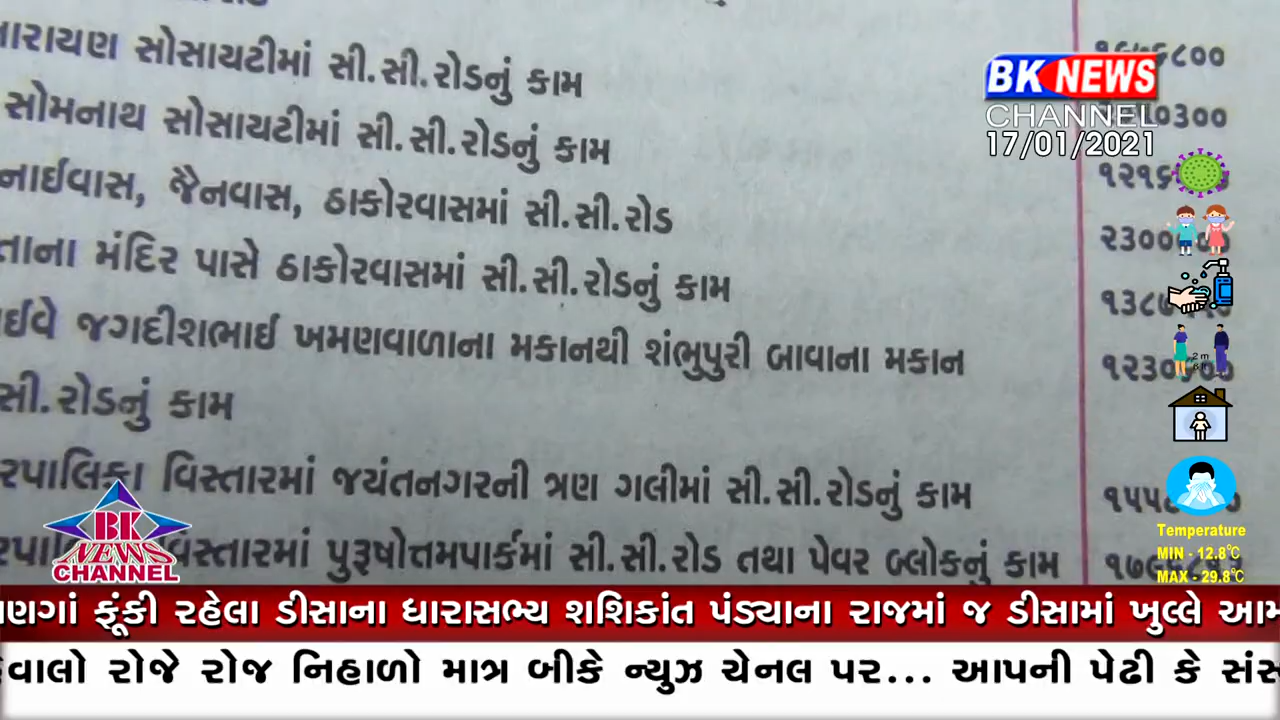 નારાયણ સોસાયટીમાં સી.સી.રોડનું કામ
સોમનાથ સોસાયટીમાં સી.સી.રોડનું કામ
નાઈવાસ, જૈનવાસ, ઠાકોરવાસમાં સી.સી.રોડ
તાના મંદિર પાસે ઠાકોરવાસમાં સી.સી.રોડનું કામ
ઈવે જગદીશભાઈ ખમણવાળાના મકાનથી શંભુપુરી બાવાના મકાન
સી.રોડનું કામ
રપાલિકા વિસ્તારમાં જયંતનગરની ત્રણ ગલીમાં સી.સી.રોડનું કામ
વિસ્તારમાં પુરૂષોત્તમપાર્કમાં સી.સી.રોડ તથા પેવર બ્લોકનું કામ
BK NEWS
CHANNEL
17/01/2021
2 m
Temperature
MIN - 12.8℃
MAX - 29.8℃
BK
NEWS
CHANNEL
ણગાં ફૂંકી રહેલા ડીસાના ધારાસભ્ય શશિકાંત પંડ્યાના રાજમાં જ ડીસામાં ખુલ્લે આમ
વાલો રોજે રોજ નિહાળો માત્ર બીકે ન્યુઝ ચેનલ પર... આપની પેઢી કે સંસ